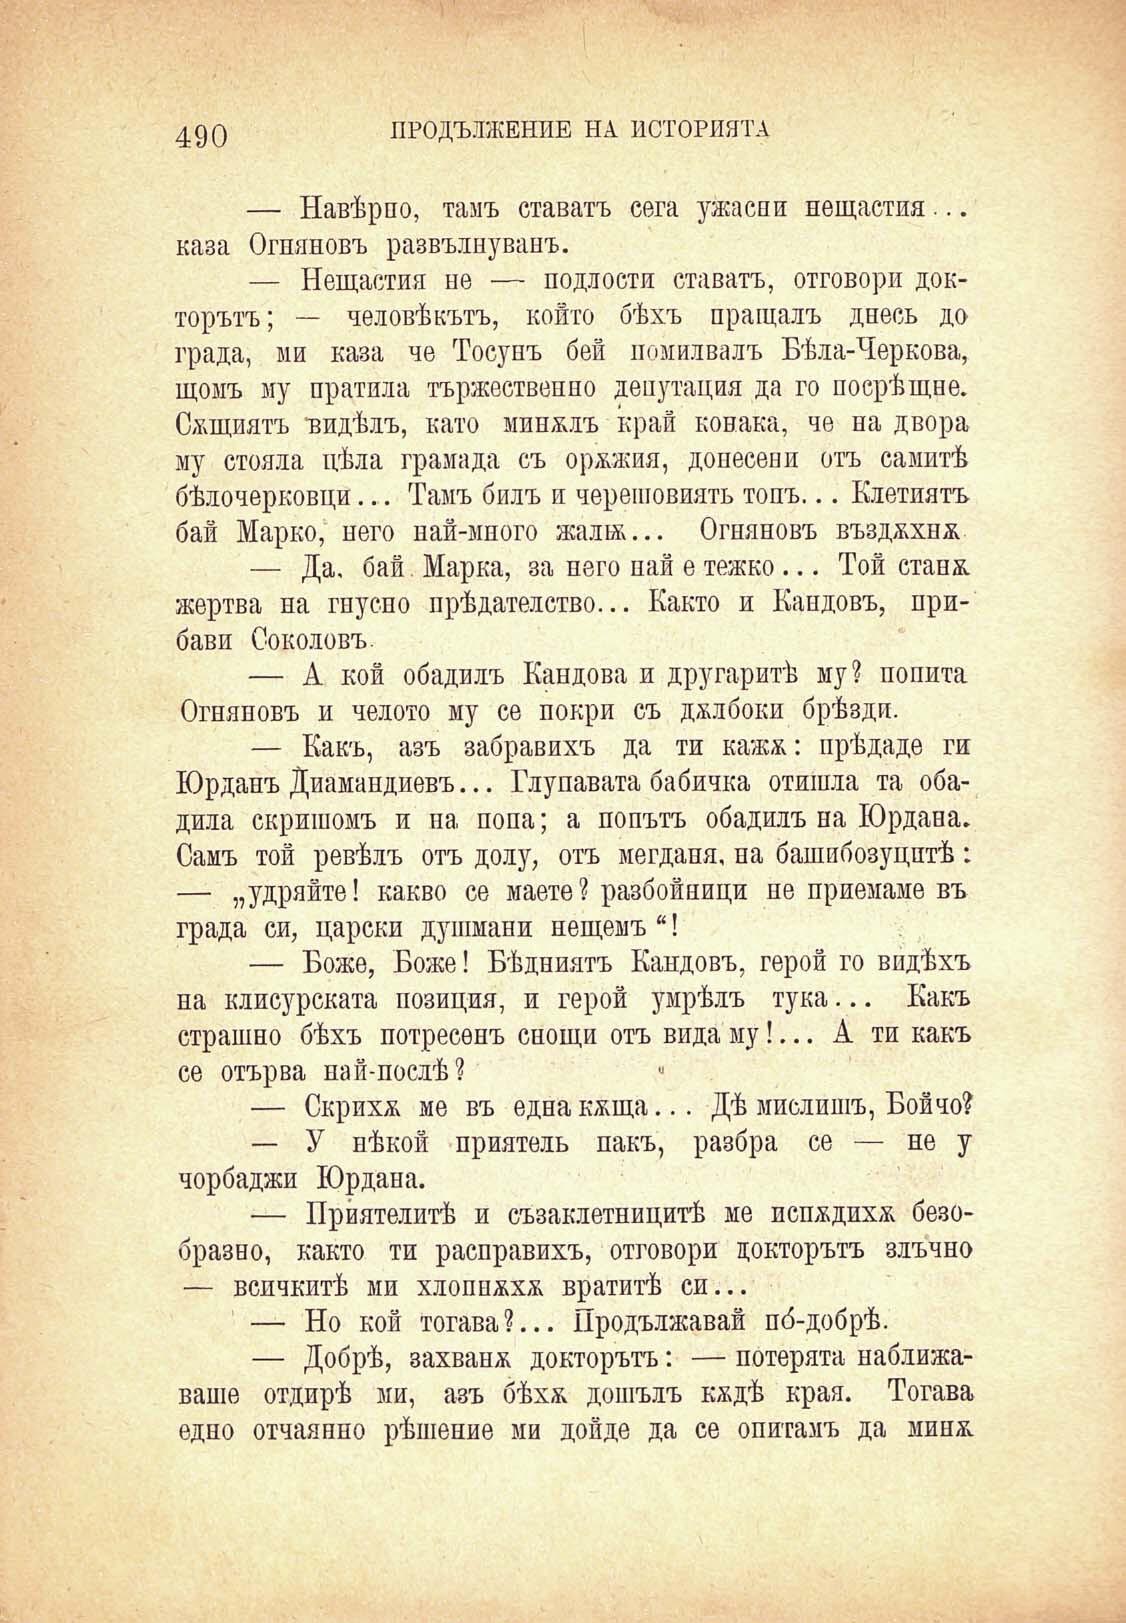 490
ПРОДЪЛЖЕНИЕ НА ИСТОРИЯТА
— Навѣрно, тамъ ставатъ сега ужасни нещастия...
каза Огняновъ развълнуванъ.
— Нещастия не — подлости ставатъ, отговори док-
торътъ; — человѣкътъ, който бѣхъ пращалъ днесь до
града, ми каза че Тосунъ бей помилвалъ Бѣла-Черкова,
щомъ му пратила тържественно депутация да го посрѣщне.
Сѫщиятъ видѣлъ, като минѫлъ край конака, че на двора
му стояла цѣла грамада съ орѫжия, донесени отъ самитѣ
бѣлочерковци... Тамъ билъ и черешовиять топъ... Клетиятъ
бай Марко, него най-много жалѭ... Огняновъ въздѫхнѫ.
— Да, бай Марка, за него най е тежко... Той станѫ
жертва на гнусно прѣдателство... Както и Кандовъ, при-
бави Соколовъ.
— А кой обадилъ Кандова и другаритѣ му? попита
Огняновъ и челото му се покри съ дѫлбоки брѣзди.
— Какъ, азъ забравихъ да ти кажѫ: прѣдаде ги
Юрданъ Диамандиевъ... Глупавата бабичка отишла та оба-
дила скришомъ и на попа; а попътъ обадилъ на Юрдана.
Самъ той ревѣлъ отъ долу, отъ мегданя, на башибозуцитѣ:
— „удряйте! какво се маете? разбойници не приемаме въ
града си, царски душмани нещемъ“!
— Боже, Боже! Бѣдниятъ Кандовъ, герой го видѣхъ
на клисурската позиция, и герой умрѣлъ тука... Какъ
страшно бѣхъ потресенъ снощи отъ вида му!... А ти какъ
се отърва най-послѣ?
— Скрихѫ ме въ една кѫща... Дѣ мислишъ, Бойчо?
— У нѣкой приятель пакъ, разбра се — не у
чорбаджи Юрдана.
— Приятелитѣ и съзаклетницитѣ ме испѫдихѫ безо-
бразно, както ти расправихъ, отговори докторътъ злъчно
— всичкитѣ ми хлопнѫхѫ вратитѣ си...
— Но кой тогава?... Продължавай по́-добрѣ.
— Добрѣ, захванѫ докторътъ: — потерята наближа-
ваше отдирѣ ми, азъ бѣхѫ дошълъ кѫдѣ края. Тогава
едно отчаянно рѣшение ми дойде да се опитамъ да минѫ